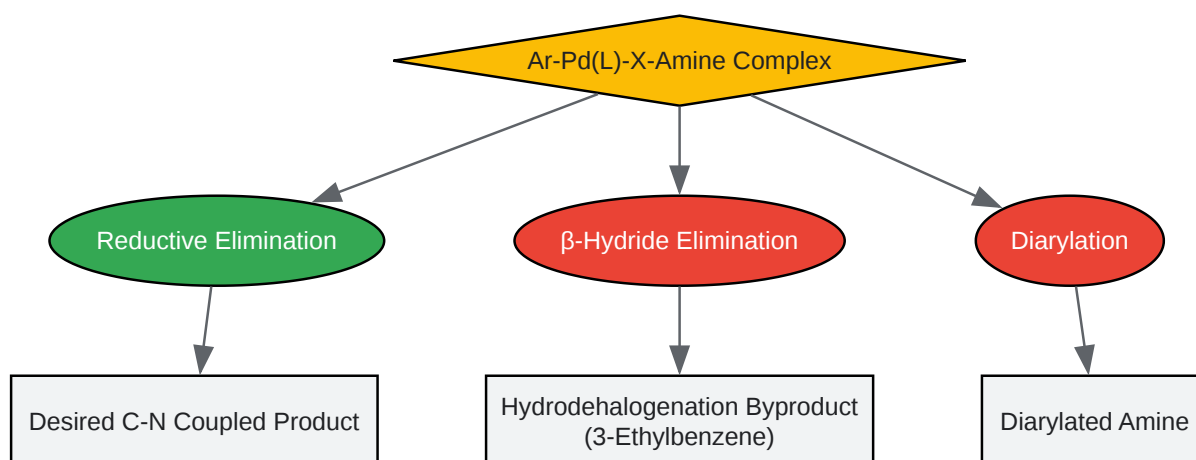 Ar-Pd(L)-X-Amine Complex
Reductive Elimination
β-Hydride Elimination
Diarylation
Desired C-N Coupled Product
Hydrodehalogenation Byproduct
(3-Ethylbenzene)
Diarylated Amine